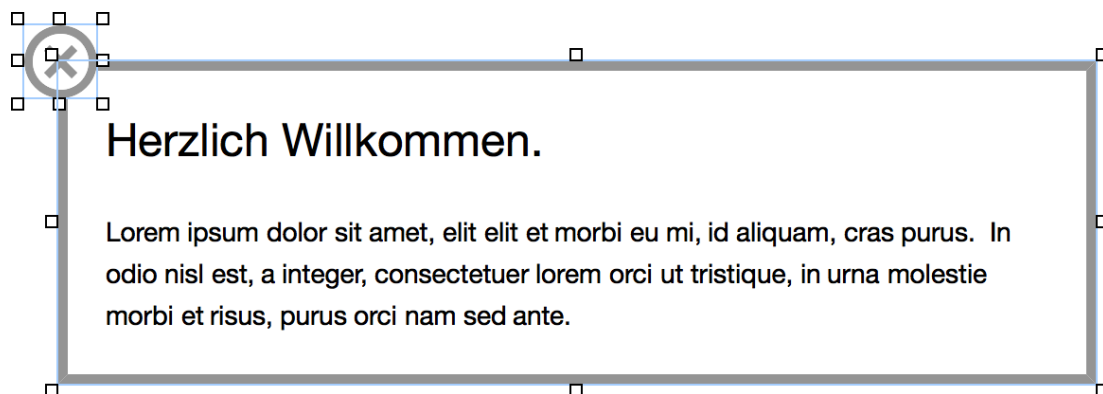 Herzlich Willkommen.
Lorem ipsum dolor sit amet, elit elit et morbi eu mi, id aliquam, cras purus.  In
odio nisl est, a integer, consectetuer lorem orci ut tristique, in urna molestie
morbi et risus, purus orci nam sed ante.